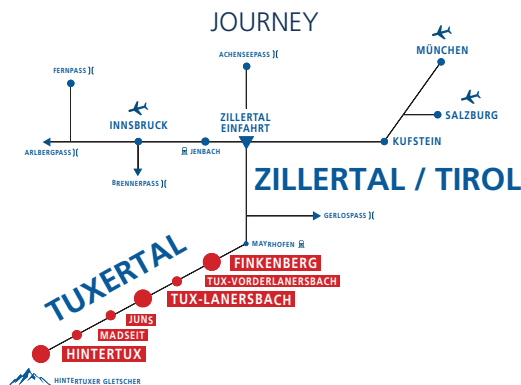 JOURNEY
ACHENSEEPASS
MÜNCHEN
FERNPASS
SALZBURG
INNSBRUCK
ZILLERTAL
EINFAHRT
KUFSTEIN
ARLBERGPASS
JENBACH
BRENNERPASS
ZILLERTAL / TIROL
GERLOSPASS
MAYRHOFEN
TUXERTAL
FINKENBERG
TUX-VORDERLANERSBACH
TUX-LANERSBACH
JUNS
MADSEIT
HINTERTUX
HINTERTUXER GLETSCHER